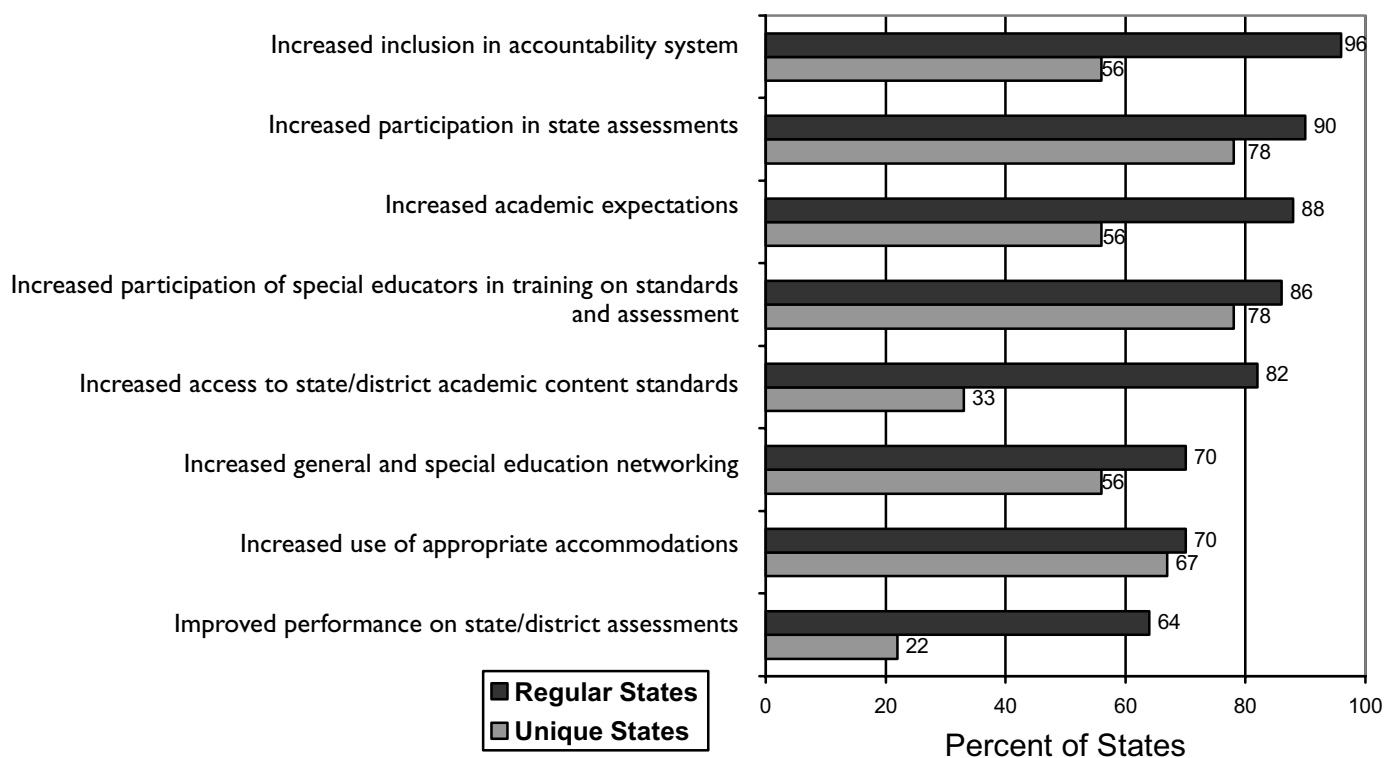 Increased inclusion in accountability system
96
56
Increased participation in state assessments
90
78
Increased academic expectations
88
56
Increased participation of special educators in training on standards
and assessment
86
78
Increased access to state/district academic content standards
82
33
Increased general and special education networking
70
56
Increased use of appropriate accommodations
70
67
Improved performance on state/district assessments
64
22
Regular States
Unique States
0 20 40 60 80 100
Percent of States